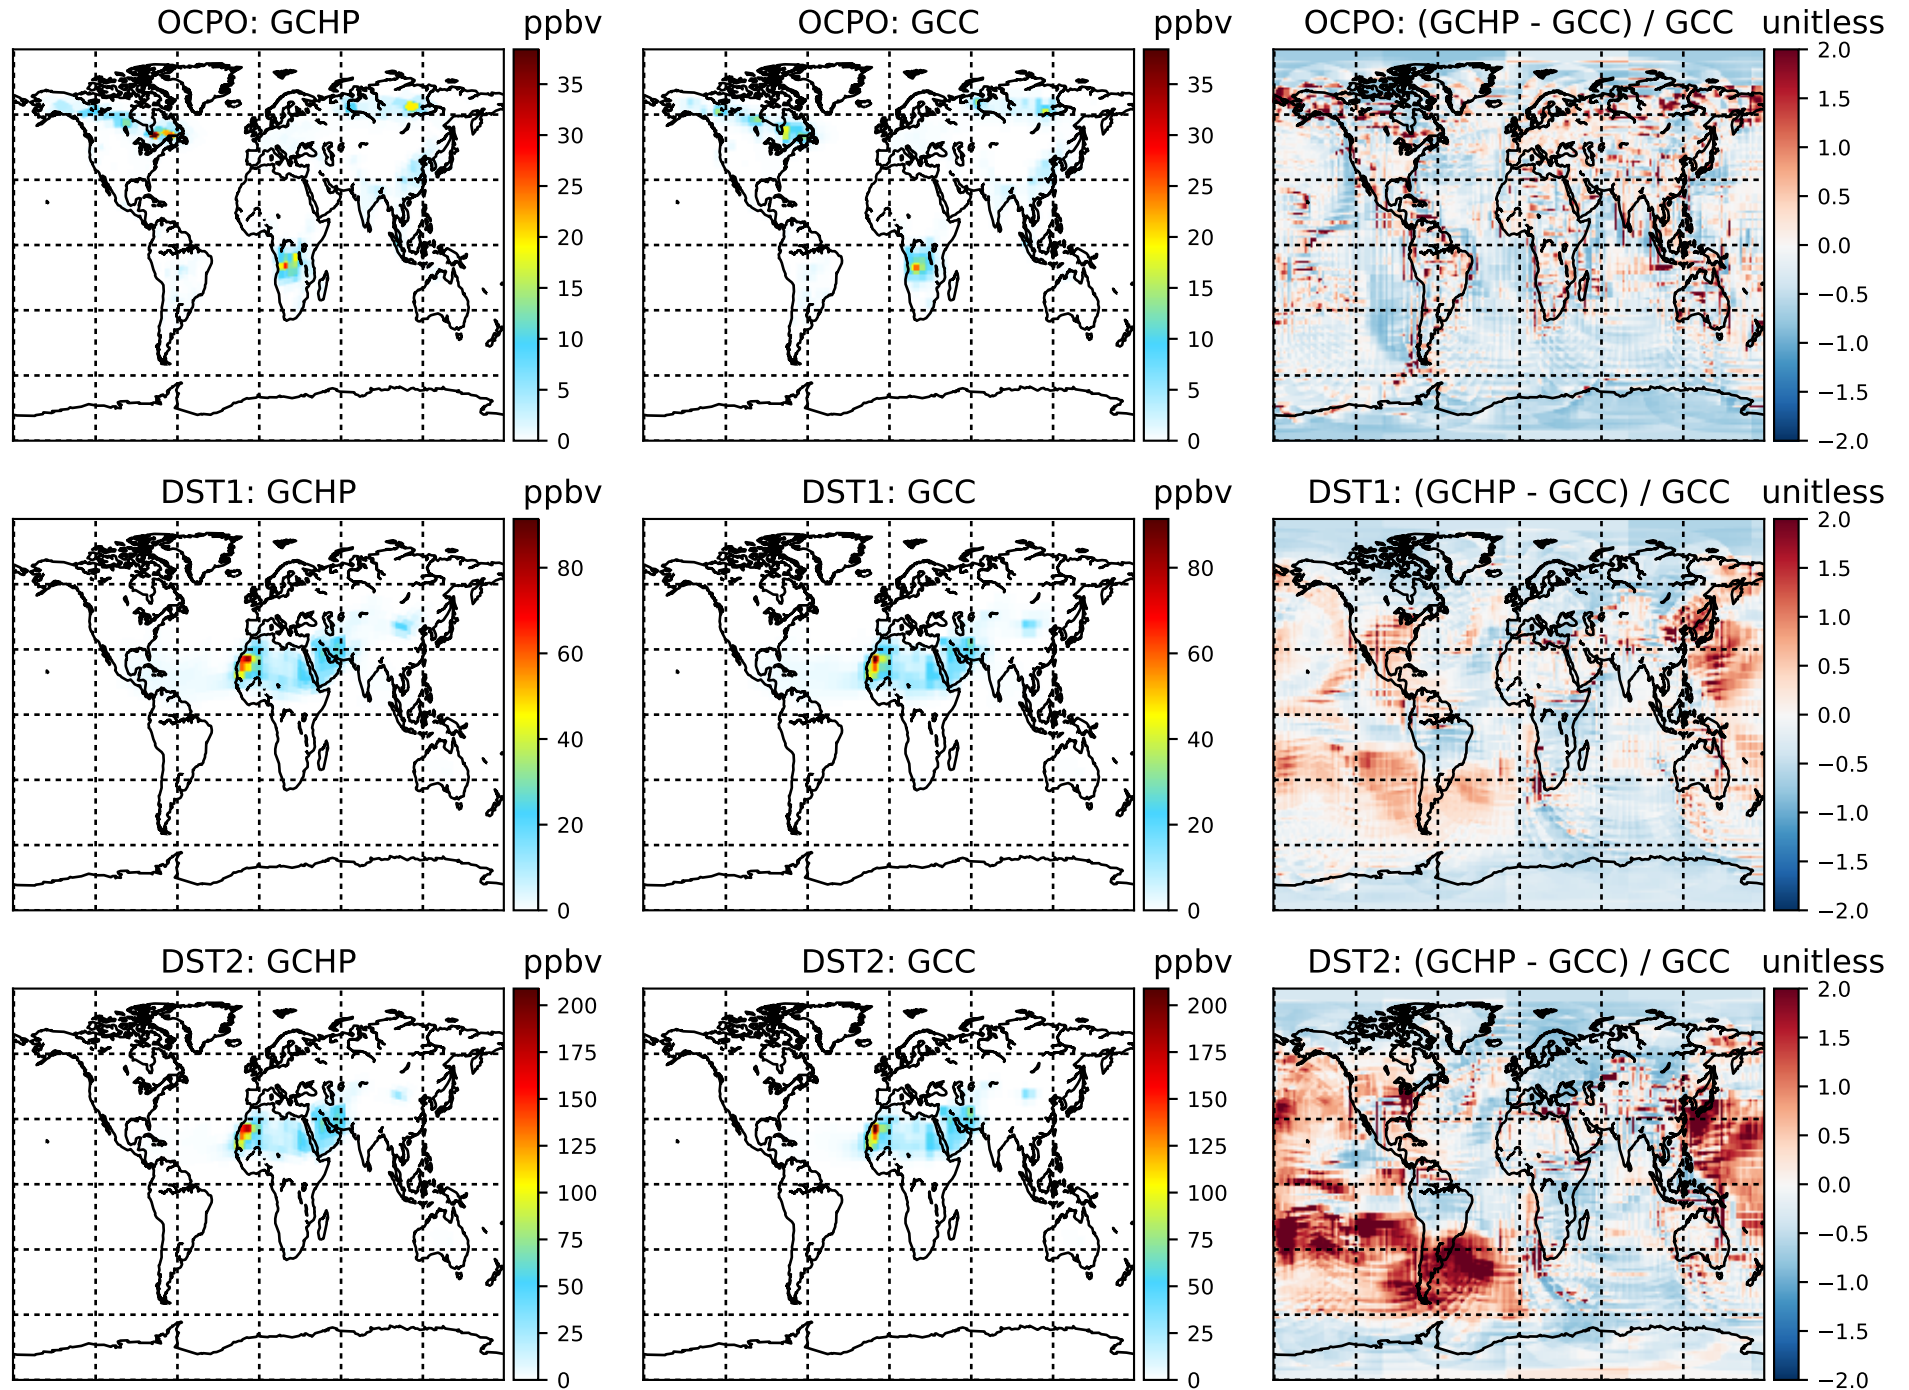 OCPO: GCHP ppbv OCPO: GCC ppbv OCPO: (GCHP - GCC) / GCC unitless
35 35 2.0
30 30 1.5
25 25 1.0
20 20 0.5
15 15 0.0
10 10 −0.5
5 5 −1.0
0 0 −1.5
−2.0
DST1: GCHP ppbv DST1: GCC ppbv DST1: (GCHP - GCC) / GCC unitless
80 80 2.0
60 60 1.5
40 40 1.0
20 20 0.5
0 0 0.0
−0.5
−1.0
−1.5
−2.0
DST2: GCHP ppbv DST2: GCC ppbv DST2: (GCHP - GCC) / GCC unitless
200 200 2.0
175 175 1.5
150 150 1.0
125 125 0.5
100 100 0.0
75 75 −0.5
50 50 −1.0
25 25 −1.5
0 0 −2.0